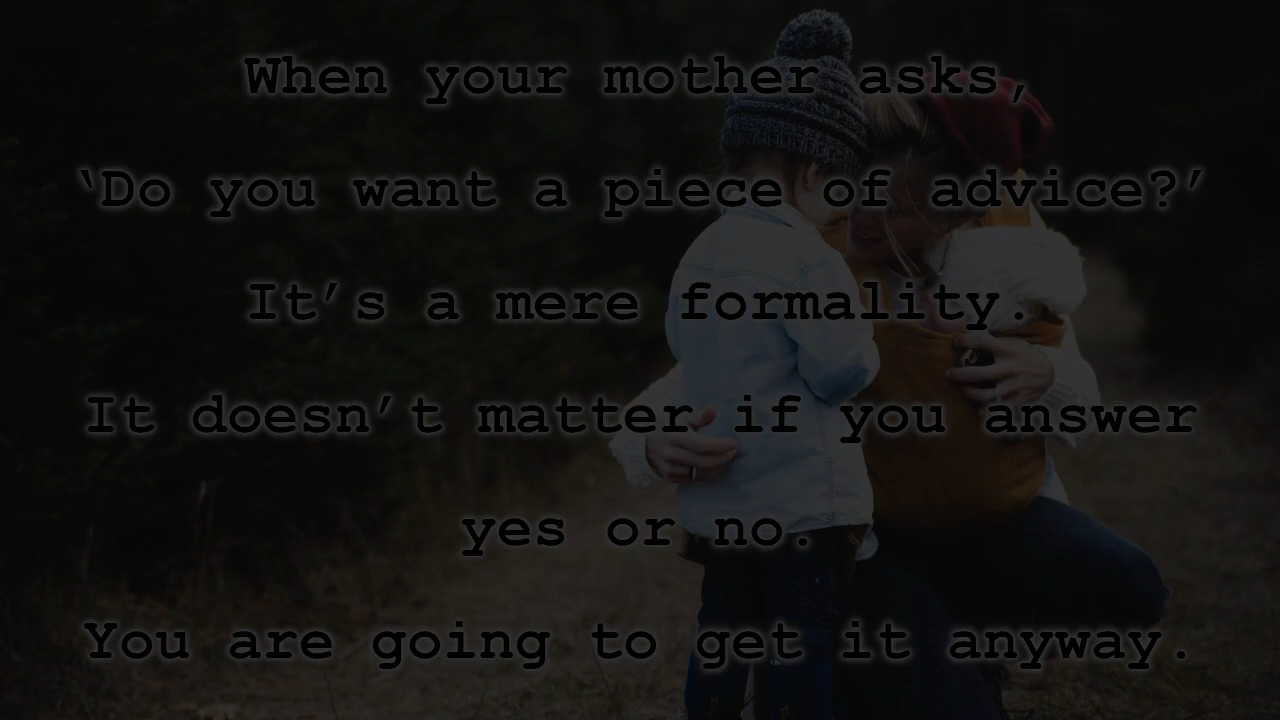 When your mother asks,
‘Do you want a piece of advice?’
It’s a mere formality.
It doesn’t matter if you answer
yes or no.
You are going to get it anyway.